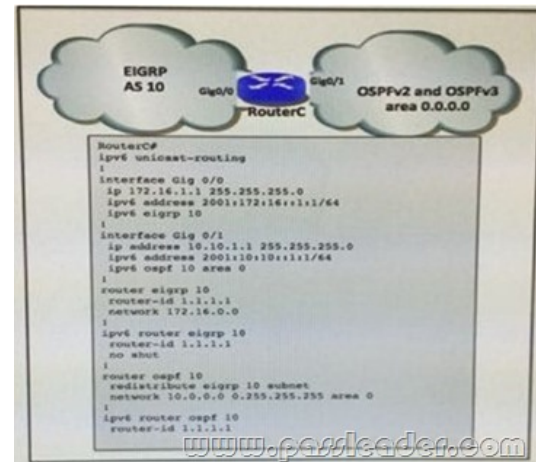 EIGRP
AS 10
Gig0/0
RouterC
Gig0/1
OSPFv2 and OSPFv3
area 0.0.0.0
RouterC#
ipv6 unicast-routing
!
interface Gig 0/0
ip 172.16.1.1 255.255.255.0
ipv6 address 2001:172:16::1:1/64
ipv6 eigrp 10
!
interface Gig 0/1
ip address 10.10.1.1 255.255.255.0
ipv6 address 2001:10:10::1:1/64
ipv6 ospf 10 area 0
!
router eigrp 10
router-id 1.1.1.1
network 172.16.0.0
!
ipv6 router eigrp 10
router-id 1.1.1.1
no shut
!
router ospf 10
redistribute eigrp 10 subnet
network 10.0.0.0 0.255.255.255 area 0
!
ipv6 router ospf 10
router-id 1.1.1.1
www.passleader.com